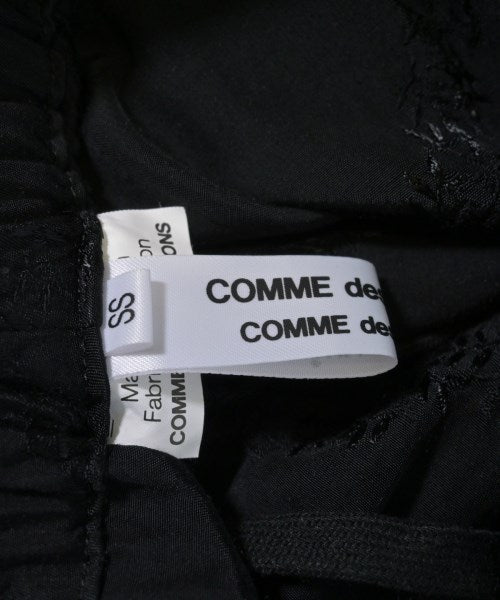 COMME des
COMME des
SS
on
ONS
Ma
Fabri
COMME